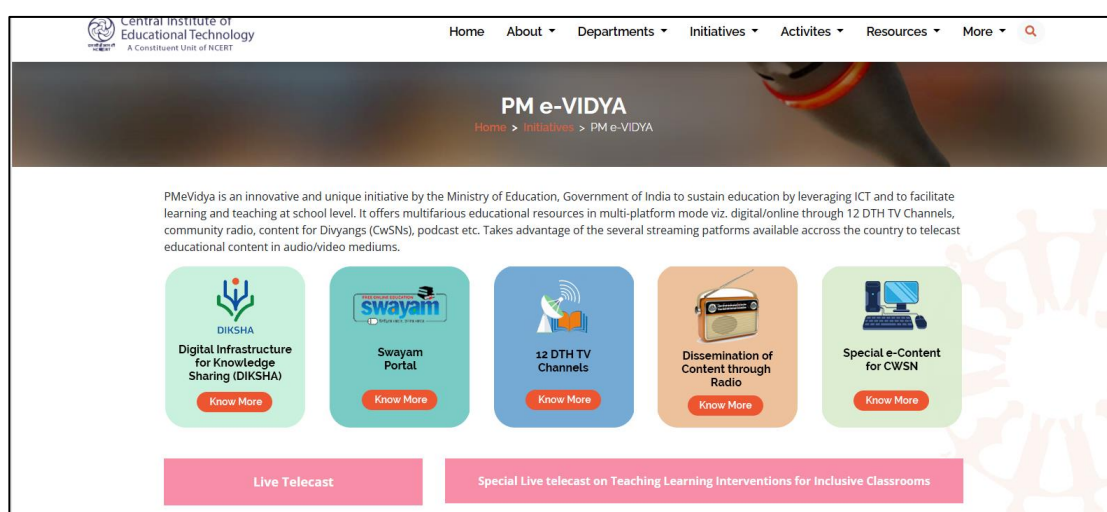 Central Institute of
Educational Technology
A Constituent Unit of NCERT
Home About Departments Initiatives Activites Resources More
PM e-VIDYA
Home > Initiatives > PM e-VIDYA
PMeVidya is an innovative and unique initiative by the Ministry of Education, Government of India to sustain education by leveraging ICT and to facilitate
learning and teaching at school level. It offers multifarious educational resources in multi-platform mode viz. digital/online through 12 DTH TV Channels,
community radio, content for Divyangs (CwSNs), podcast etc. Takes advantage of the several streaming patforms available accross the country to telecast
educational content in audio/video mediums.
DIKSHA
Digital Infrastructure
for Knowledge
Sharing (DIKSHA)
Know More
FREE ONLINE EDUCATION
swayam
Swayam
Portal
Know More
12 DTH TV
Channels
Know More
Dissemination of
Content through
Radio
Know More
Special e-Content
for CWSN
Know More
Live Telecast
Special Live telecast on Teaching Learning Interventions for Inclusive Classrooms